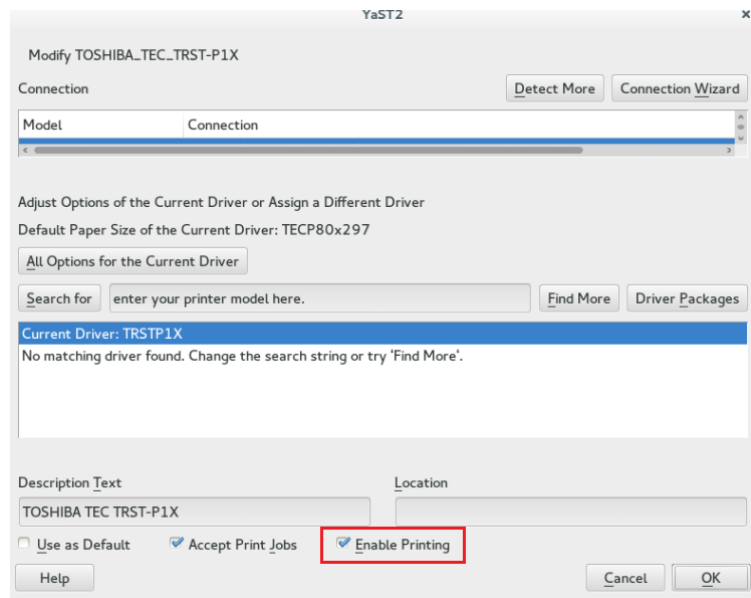 YaST2
Modify TOSHIBA_TEC_TRST-P1X
Connection Detect More Connection Wizard
Model Connection
Adjust Options of the Current Driver or Assign a Different Driver
Default Paper Size of the Current Driver: TECP80x297
All Options for the Current Driver
Search for enter your printer model here. Find More Driver Packages
Current Driver: TRSTP1X
No matching driver found. Change the search string or try 'Find More'.
Description Text Location
TOSHIBA TEC TRST-P1X
Use as Default Accept Print Jobs Enable Printing
Help Cancel OK